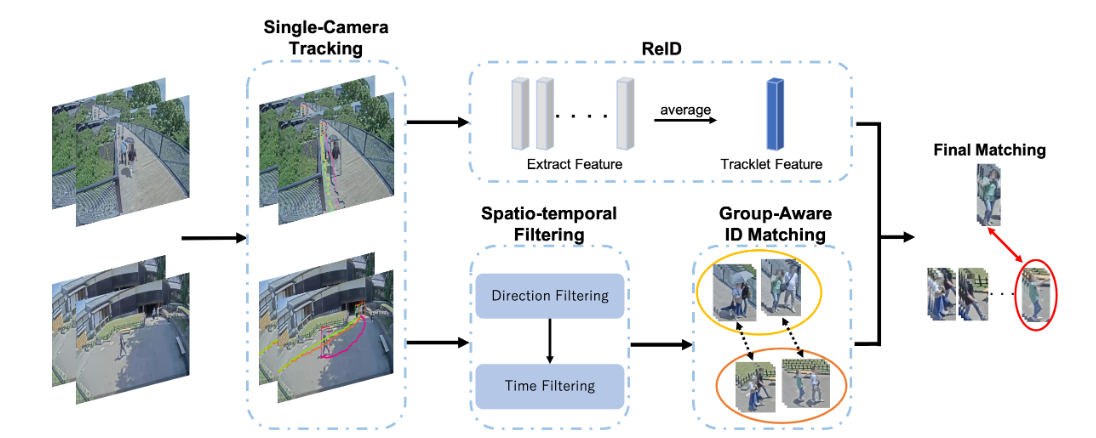 Single-Camera
Tracking
ReID
average
Extract Feature
Tracklet Feature
Spatio-temporal
Filtering
Direction Filtering
Time Filtering
Group-Aware
ID Matching
Final Matching